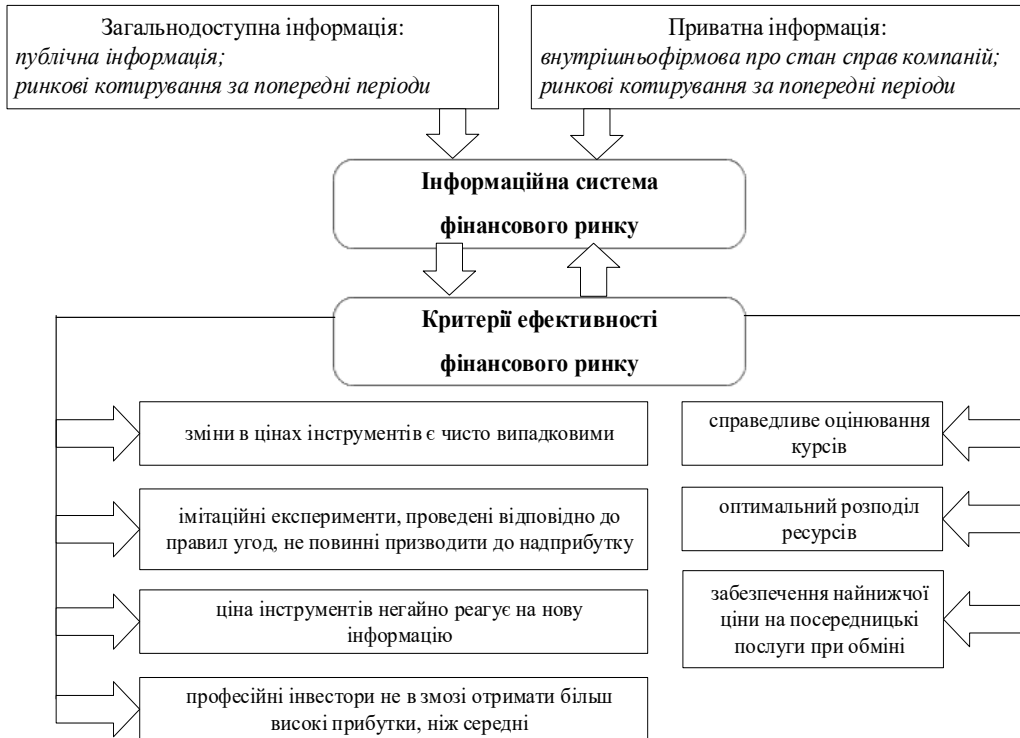 Загальнодоступна інформація:
публічна інформація;
ринкові котирування за попередні періоди
Приватна інформація:
внутрішньофірмова про стан справ компаній;
ринкові котирування за попередні періоди
Інформаційна система
фінансового ринку
Критерії ефективності
фінансового ринку
зміни в цінах інструментів є чисто випадковими
імітаційні експерименти, проведені відповідно до
правил угод, не повинні призводити до надприбутку
ціна інструментів негайно реагує на нову
інформацію
професійні інвестори не в змозі отримати більш
високі прибутки, ніж середні
справедливе оцінювання
курсів
оптимальний розподіл
ресурсів
забезпечення найнижчої
ціни на посередницькі
послуги при обміні